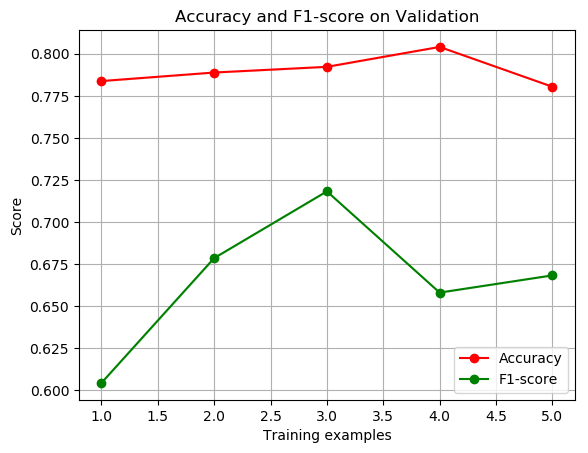 Accuracy and F1-score on Validation
0.800
0.775
0.750
0.725
0.700
0.675
0.650
0.625
0.600
Score
Accuracy
F1-score
1.0 1.5 2.0 2.5 3.0 3.5 4.0 4.5 5.0
Training examples